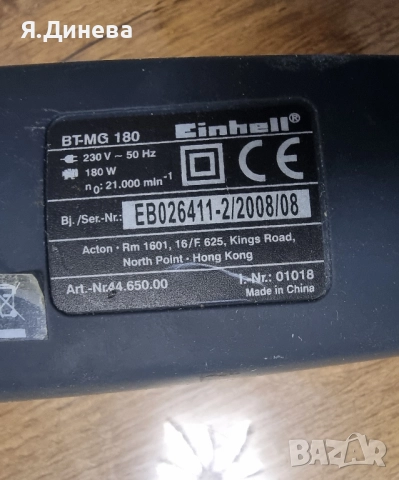 Я.Динева
BT-MG 180 Einhell®
230 V ~ 50 Hz
180 W
n₀: 21.000 min⁻¹
CE
Bj. /Ser-Nr.: EB026411-2/2008/08
Acton · Rm 1601, 16/F. 625, Kings Road,
North Point · Hong Kong
Art.-Nr.44.650.00 I.-Nr.: 01018
Made in China
BAZAR